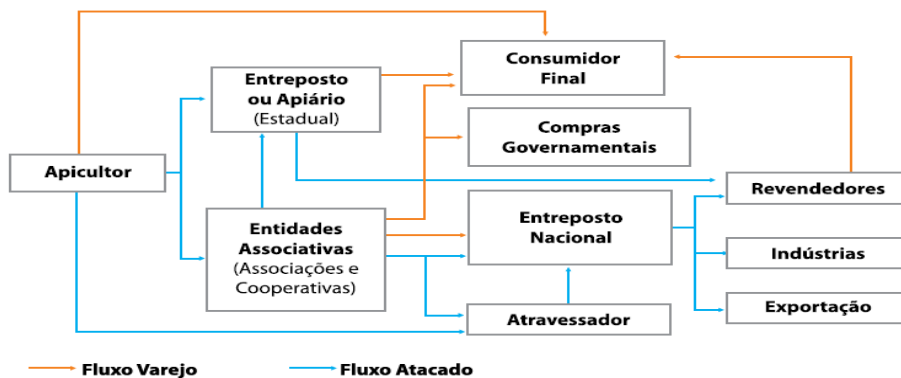 Consumidor
Final
Entreposto
ou Apiário
(Estadual)
Compras
Governamentais
Apicultor
Revendedores
Entidades
Associativas
(Associações e
Cooperativas)
Entreposto
Nacional
Indústrias
Exportação
Atravessador
Fluxo Varejo
Fluxo Atacado